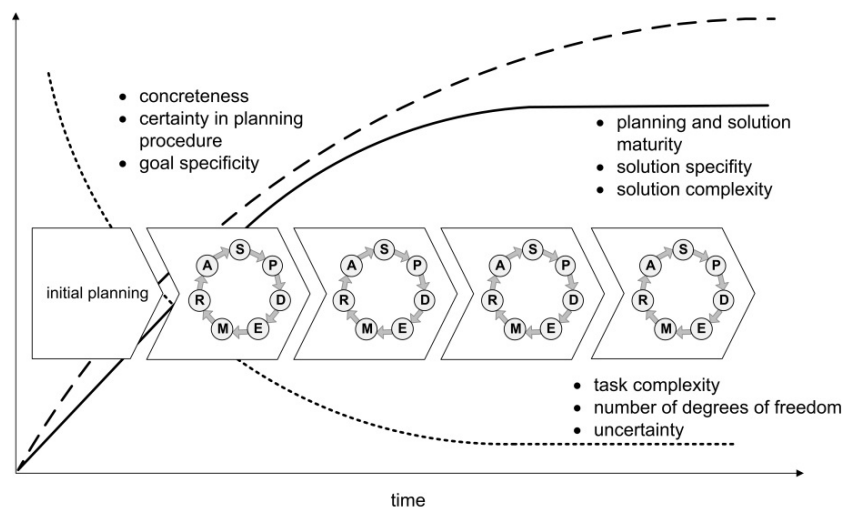 • concreteness
• certainty in planning
procedure
• goal specificity
• planning and solution
maturity
• solution specifity
• solution complexity
initial planning
S
P
D
E
M
R
A
S
P
D
E
M
R
A
S
P
D
E
M
R
A
S
P
D
E
M
R
A
• task complexity
• number of degrees of freedom
• uncertainty
time